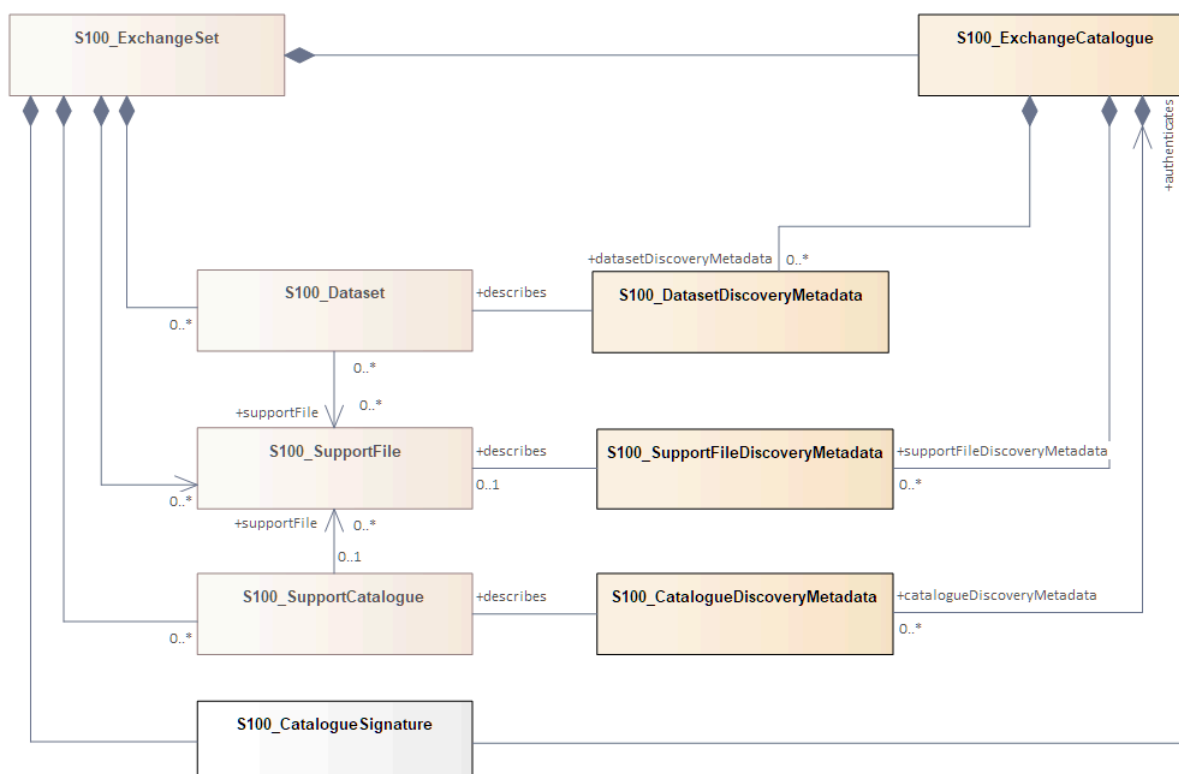 S100_ExchangeSet
S100_ExchangeCatalogue
+authenticates
+datasetDiscoveryMetadata
0..*
S100_Dataset
+describes
S100_DatasetDiscoveryMetadata
0..*
0..*
0..*
+supportFile
S100_SupportFile
+describes
S100_SupportFileDiscoveryMetadata
+supportFileDiscoveryMetadata
0..*
0..1
0..*
+supportFile
0..*
0..1
S100_SupportCatalogue
+describes
S100_CatalogueDiscoveryMetadata
+catalogueDiscoveryMetadata
0..*
0..*
S100_CatalogueSignature